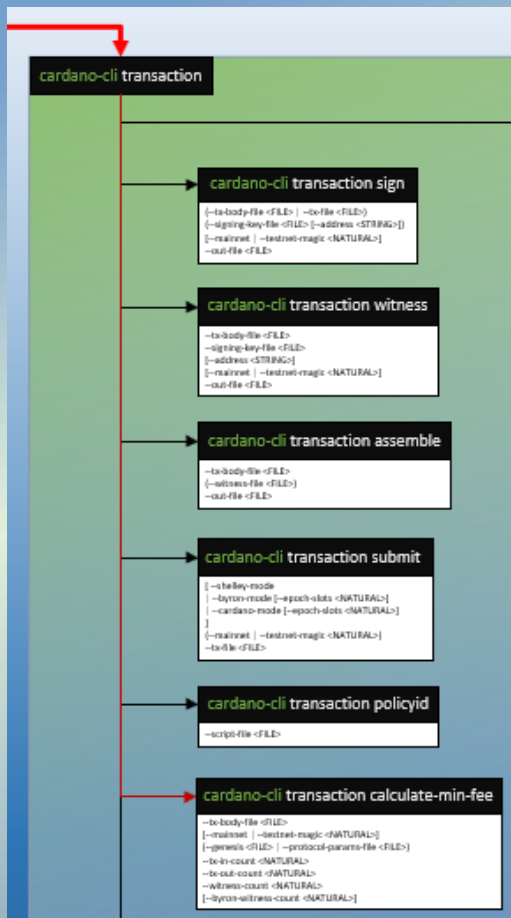 cardano-cli transaction
cardano-cli transaction sign
(--tx-body-file <FILE> | --tx-file <FILE>)
(--signing-key-file <FILE> [--address <STRING>])
[--mainnet | --testnet-magic <NATURAL>]
--out-file <FILE>
cardano-cli transaction witness
--tx-body-file <FILE>
--signing-key-file <FILE>
[--address <STRING>]
[--mainnet | --testnet-magic <NATURAL>]
--out-file <FILE>
cardano-cli transaction assemble
--tx-body-file <FILE>
(--witness-file <FILE>)
--out-file <FILE>
cardano-cli transaction submit
[ --shelley-mode
| --byron-mode [--epoch-slots <NATURAL>]
| --cardano-mode [--epoch-slots <NATURAL>]
]
(--mainnet | --testnet-magic <NATURAL>)
--tx-file <FILE>
cardano-cli transaction policyid
--script-file <FILE>
cardano-cli transaction calculate-min-fee
--tx-body-file <FILE>
[--mainnet | --testnet-magic <NATURAL>]
(--genesis <FILE> | --protocol-params-file <FILE>)
--tx-in-count <NATURAL>
--tx-out-count <NATURAL>
--witness-count <NATURAL>
[--byron-witness-count <NATURAL>]